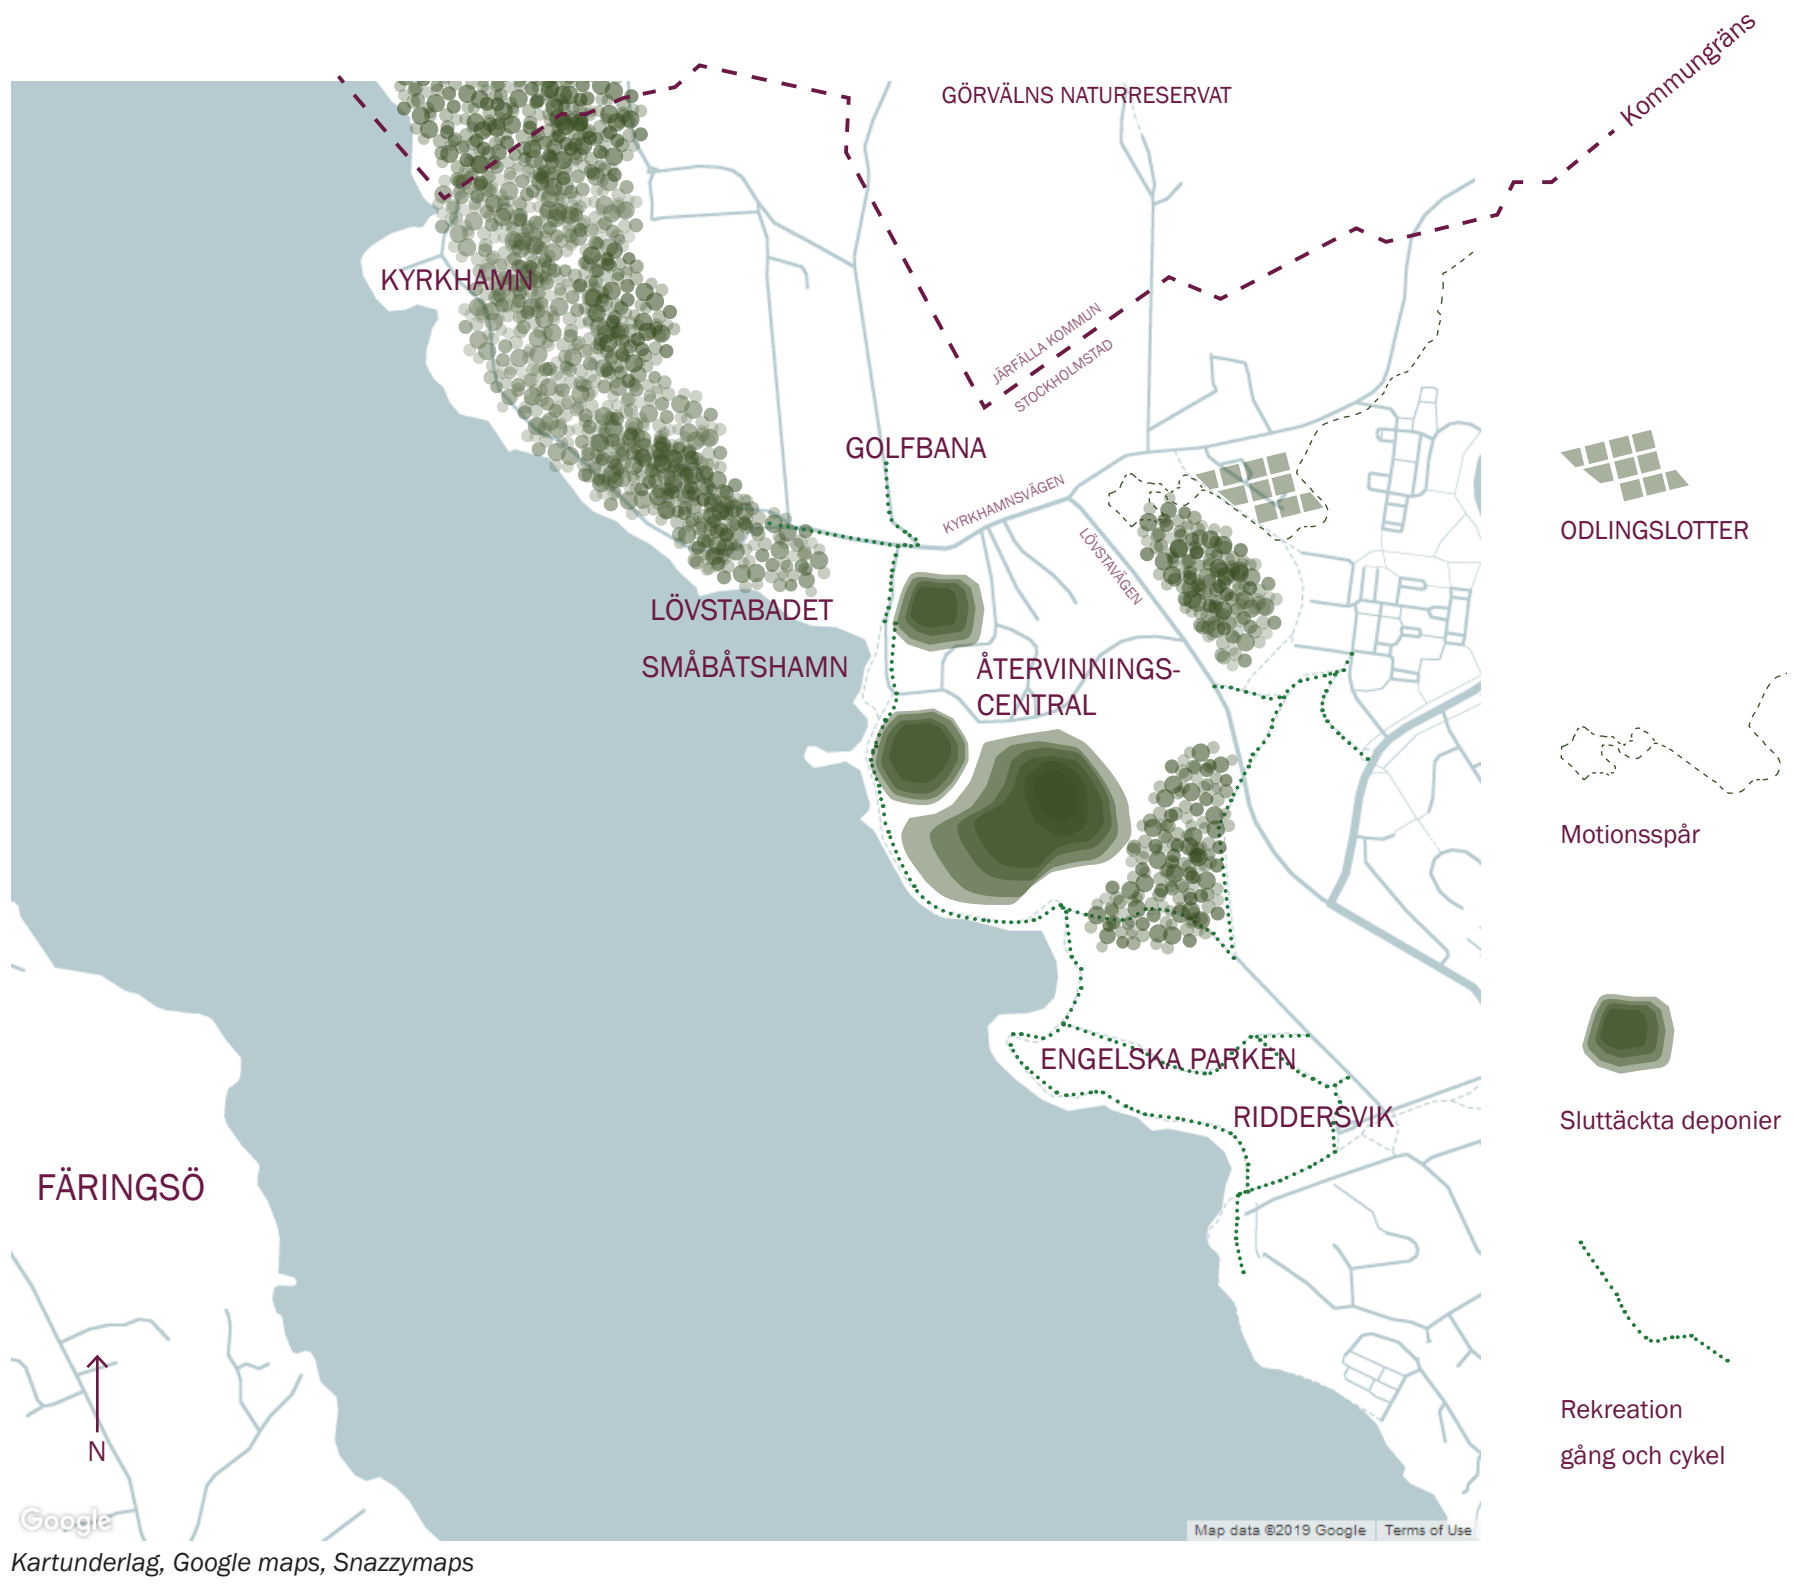 Kommungräns
GÖRVÄLNS NATURRESERVAT
KYRKHAMN
JÄRFÄLLA KOMMUN
STOCKHOLMSTAD
GOLFBANA
KYRKHAMNSVÄGEN
LÖVSTAVÄGEN
ODLINGSLOTTER
LÖVSTABADET
SMÅBÅTSHAMN
ÅTERVINNINGS-
CENTRAL
Motionsspår
ENGELSKA PARKEN
RIDDERSVIK
Sluttäckta deponier
FÄRINGSÖ
Rekreation
gång och cykel
N
Google
Map data ©2019 Google
Terms of Use
Kartunderlag, Google maps, Snazzymaps